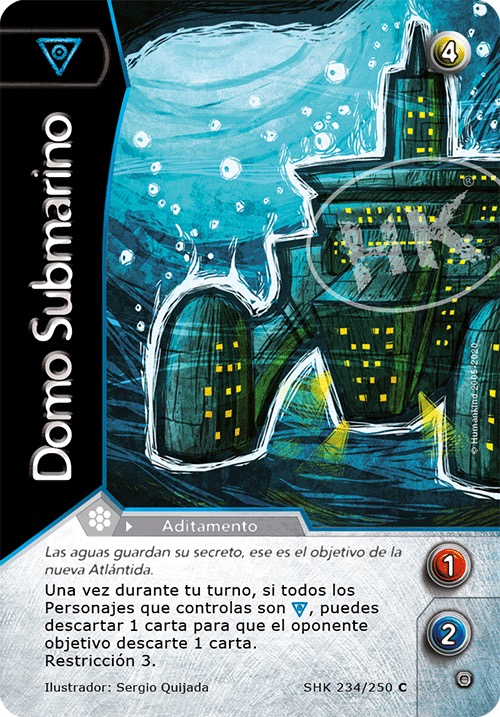 4
Domo Submarino
HK
®
© HumanKind 2005-2020
Aditamento
Las aguas guardan su secreto, ese es el objetivo de la
nueva Atlántida.
Una vez durante tu turno, si todos los
Personajes que controlas son , puedes
descartar 1 carta para que el oponente
objetivo descarte 1 carta.
Restricción 3.
1
2
Ilustrador: Sergio Quijada
SHK 234/250 C